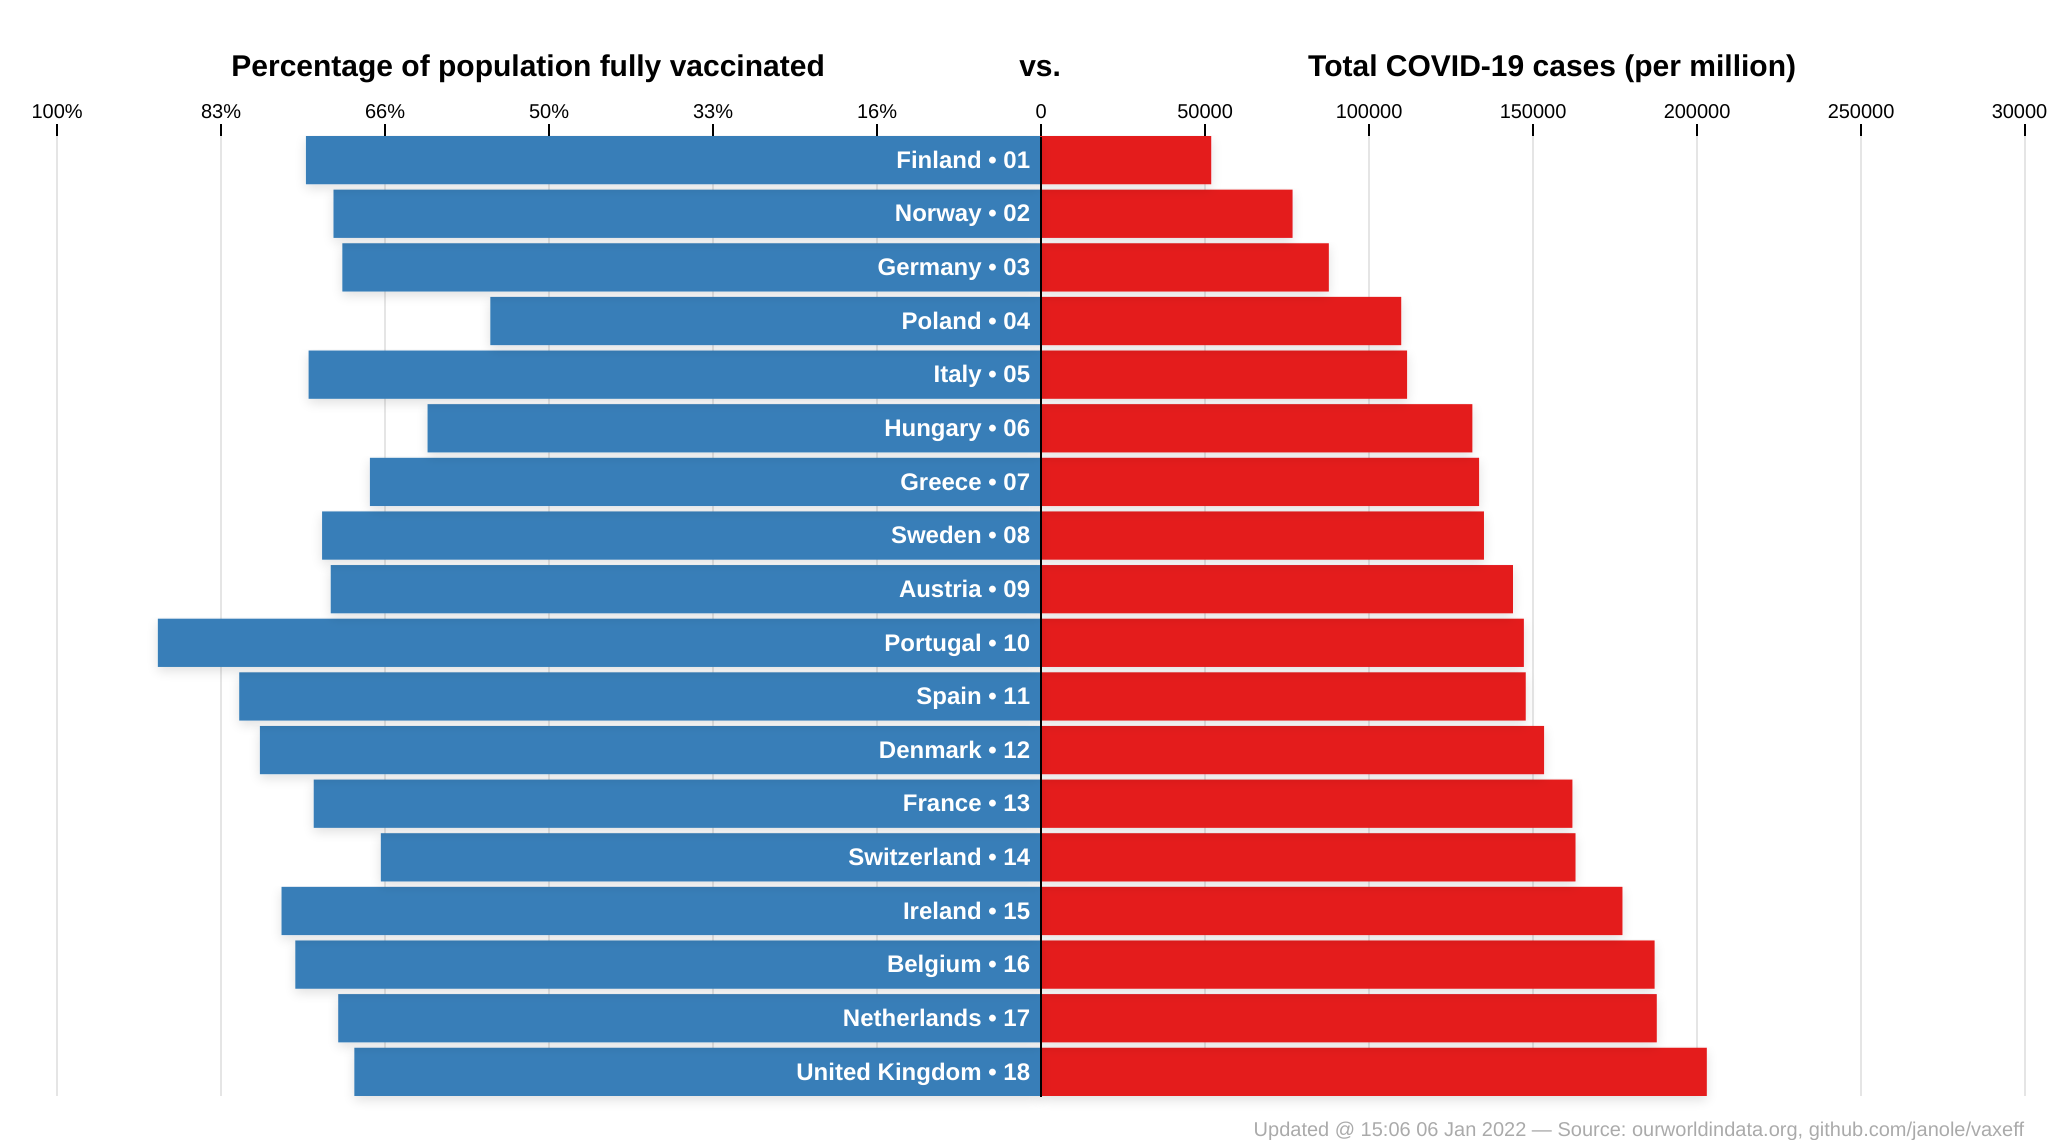 Percentage of population fully vaccinated vs. Total COVID-19 cases (per million)
100% 83% 66% 50% 33% 16% 0 50000 100000 150000 200000 250000 30000
Finland • 01
Norway • 02
Germany • 03
Poland • 04
Italy • 05
Hungary • 06
Greece • 07
Sweden • 08
Austria • 09
Portugal • 10
Spain • 11
Denmark • 12
France • 13
Switzerland • 14
Ireland • 15
Belgium • 16
Netherlands • 17
United Kingdom • 18
Updated @ 15:06 06 Jan 2022 — Source: ourworldindata.org, github.com/janole/vaxeff